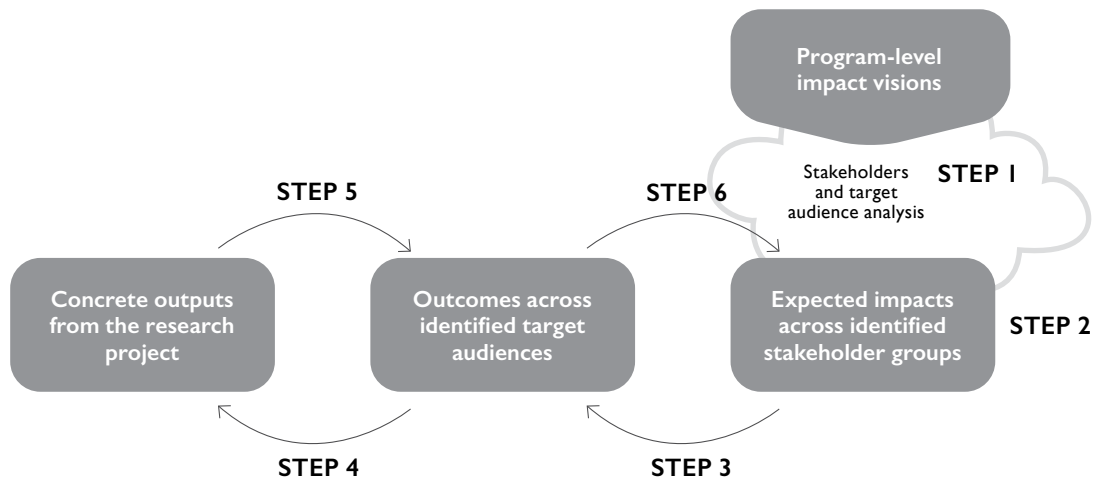 Program-level
impact visions
Stakeholders
and target
audience analysis
STEP 1
STEP 5
STEP 6
Concrete outputs
from the research
project
Outcomes across
identified target
audiences
Expected impacts
across identified
stakeholder groups
STEP 2
STEP 4
STEP 3